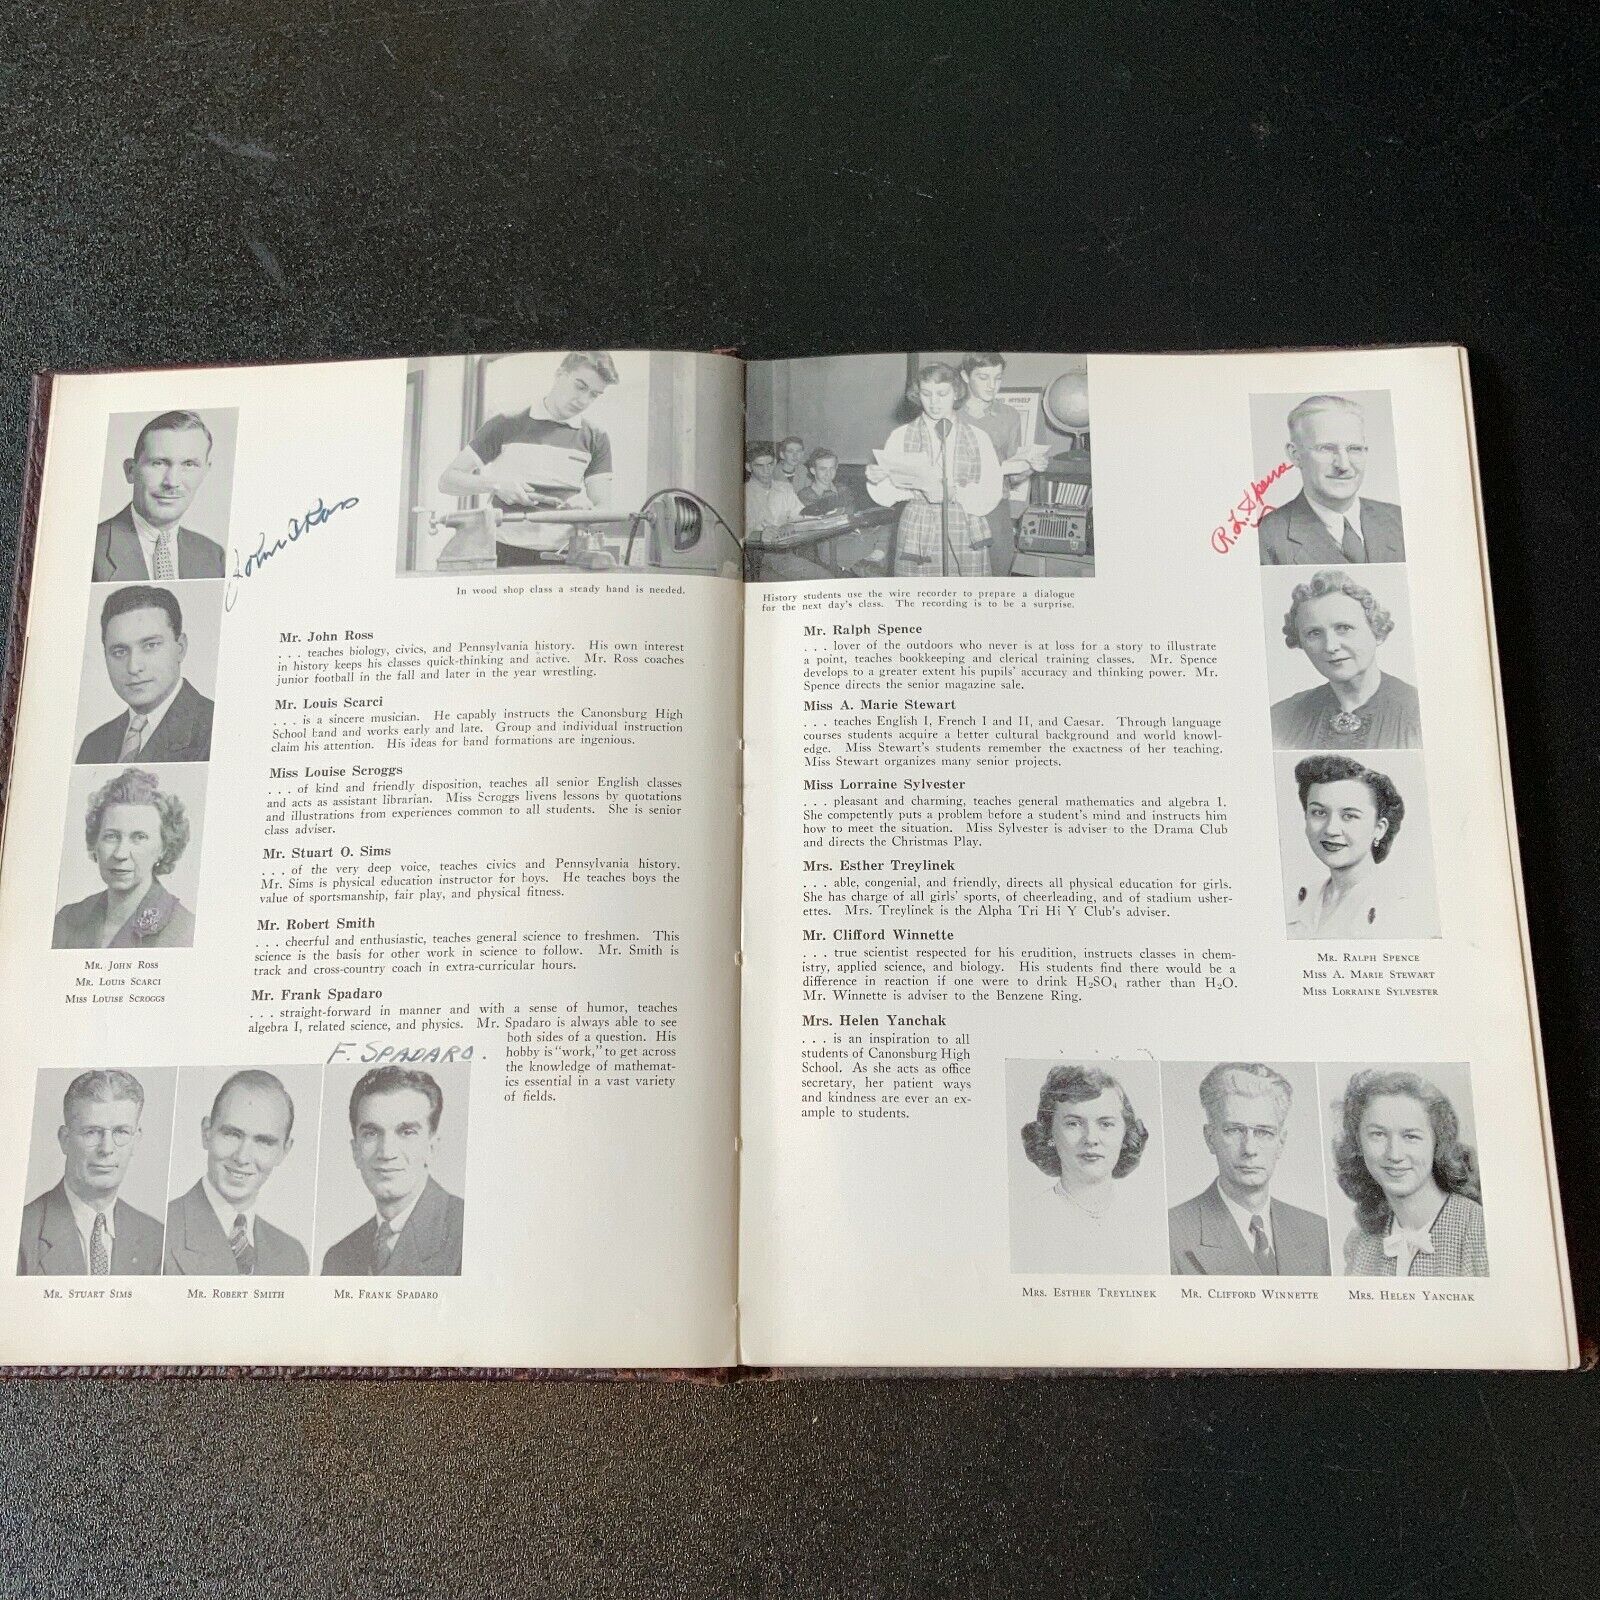 In wood shop class a steady hand is needed.
Mr. John Ross
. . . teaches biology, civics, and Pennsylvania history. His own interest
in history keeps his classes quick-thinking and active. Mr. Ross coaches
junior football in the fall and later in the year wrestling.
Mr. Louis Scarci
. . . is a sincere musician. He capably instructs the Canonsburg High
School band and works early and late. Group and individual instruction
claim his attention. His ideas for band formations are ingenious.
Miss Louise Scroggs
. . . of kind and friendly disposition, teaches all senior English classes
and acts as assistant librarian. Miss Scroggs livens lessons by quotations
and illustrations from experiences common to all students. She is senior
class adviser.
Mr. Stuart O. Sims
. . . of the very deep voice, teaches civics and Pennsylvania history.
Mr. Sims is physical education instructor for boys. He teaches boys the
value of sportsmanship, fair play, and physical fitness.
Mr. Robert Smith
. . . cheerful and enthusiastic, teaches general science to freshmen. This
science is the basis for other work in science to follow. Mr. Smith is
track and cross-country coach in extra-curricular hours.
Mr. Frank Spadaro
. . . straight-forward in manner and with a sense of humor, teaches
algebra I, related science, and physics. Mr. Spadaro is always able to see
both sides of a question. His
hobby is "work," to get across
the knowledge of mathemat-
ics essential in a vast variety
of fields.
John Ross
F. SPADARO.
MR. JOHN ROSS
MR. LOUIS SCARCI
MISS LOUISE SCROGGS
MR. STUART SIMS
MR. ROBERT SMITH
MR. FRANK SPADARO
MYSELF
History students use the wire recorder to prepare a dialogue
for the next day's class. The recording is to be a surprise.
R. L. Spence
Mr. Ralph Spence
. . . lover of the outdoors who never is at loss for a story to illustrate
a point, teaches bookkeeping and clerical training classes. Mr. Spence
develops to a greater extent his pupils' accuracy and thinking power. Mr.
Spence directs the senior magazine sale.
Miss A. Marie Stewart
. . . teaches English I, French I and II, and Caesar. Through language
courses students acquire a better cultural background and world knowl-
edge. Miss Stewart's students remember the exactness of her teaching.
Miss Stewart organizes many senior projects.
Miss Lorraine Sylvester
. . . pleasant and charming, teaches general mathematics and algebra I.
She competently puts a problem before a student's mind and instructs him
how to meet the situation. Miss Sylvester is adviser to the Drama Club
and directs the Christmas Play.
Mrs. Esther Treylinek
. . . able, congenial, and friendly, directs all physical education for girls.
She has charge of all girls' sports, of cheerleading, and of stadium usher-
ettes. Mrs. Treylinek is the Alpha Tri Hi Y Club's adviser.
Mr. Clifford Winnette
. . . true scientist respected for his erudition, instructs classes in chem-
istry, applied science, and biology. His students find there would be a
difference in reaction if one were to drink H₂SO₄ rather than H₂O.
Mr. Winnette is adviser to the Benzene Ring.
Mrs. Helen Yanchak
. . . is an inspiration to all
students of Canonsburg High
School. As she acts as office
secretary, her patient ways
and kindness are ever an ex-
ample to students.
MR. RALPH SPENCE
MISS A. MARIE STEWART
MISS LORRAINE SYLVESTER
MRS. ESTHER TREYLINEK
MR. CLIFFORD WINNETTE
MRS. HELEN YANCHAK